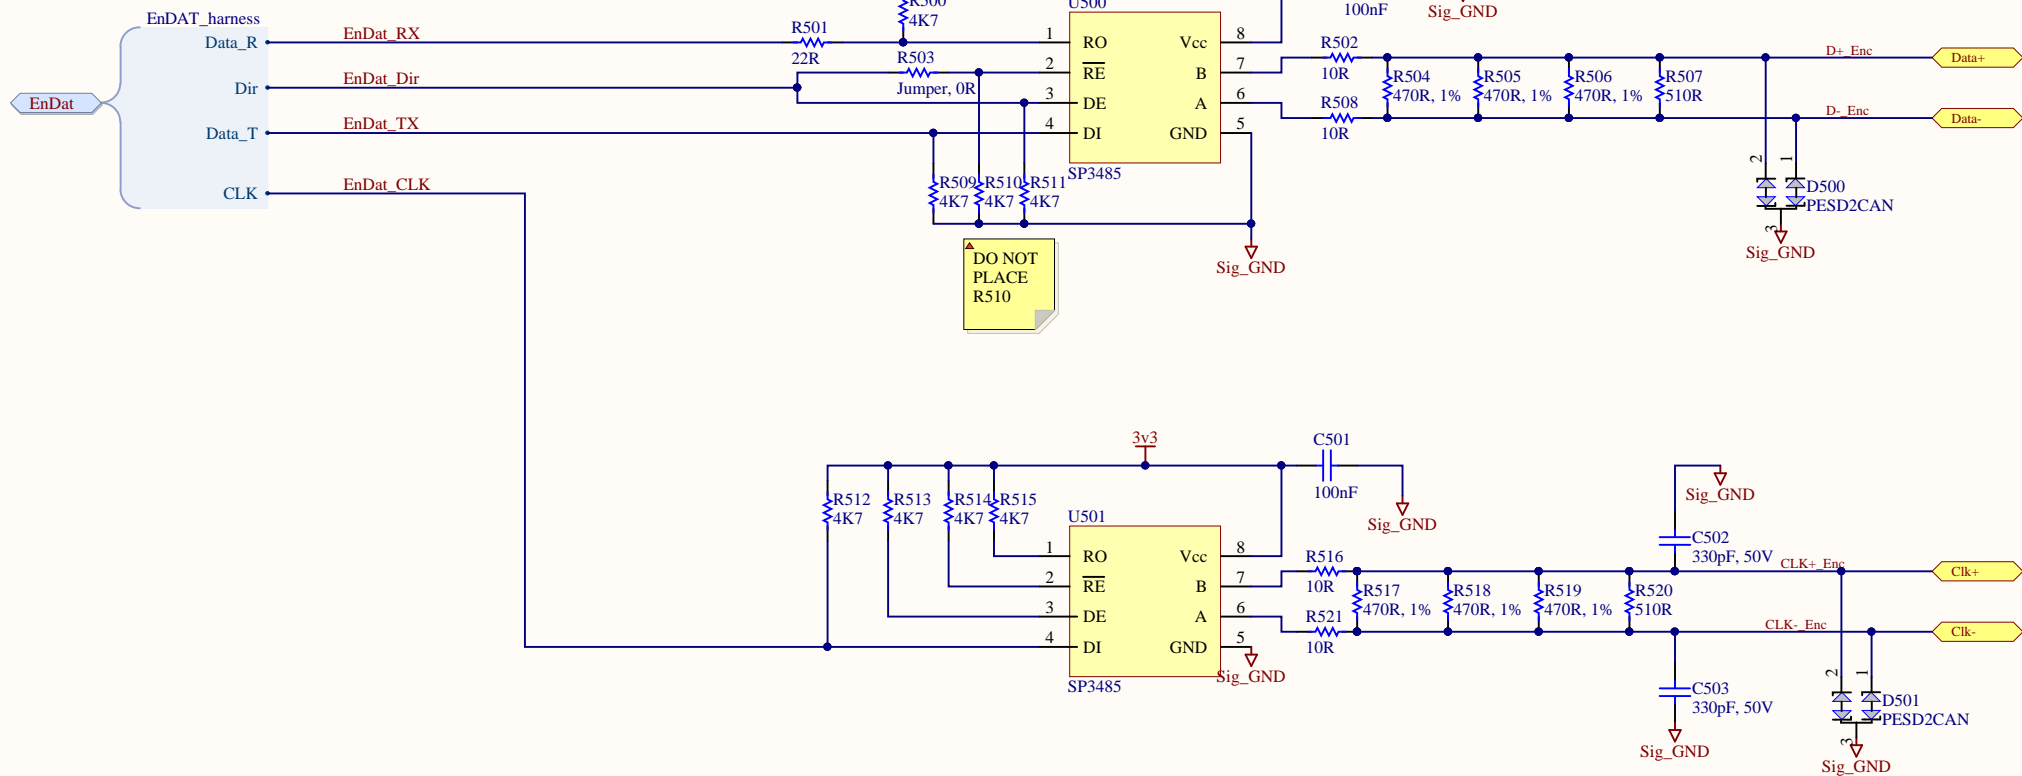 R500
4K7
U500
100nF
Sig_GND
EnDAT_harness
Data_R
EnDat_RX
R501
22R
1
RO
Vcc
8
R502
10R
D+_Enc
Data+
Dir
EnDat_Dir
R503
Jumper, 0R
2
RE
B
7
R504
470R, 1%
R505
470R, 1%
R506
470R, 1%
R507
510R
EnDat
3
DE
A
6
R508
10R
D-_Enc
Data-
Data_T
EnDat_TX
4
DI
GND
5
SP3485
CLK
EnDat_CLK
R509
4K7
R510
4K7
R511
4K7
2
1
D500
PESD2CAN
3
Sig_GND
Sig_GND
DO NOT
PLACE
R510
3v3
C501
100nF
Sig_GND
R512
4K7
R513
4K7
R514
4K7
R515
4K7
U501
1
RO
Vcc
8
2
RE
B
7
3
DE
A
6
4
DI
GND
5
SP3485
Sig_GND
R516
10R
R517
470R, 1%
R518
470R, 1%
R519
470R, 1%
R520
510R
R521
10R
Sig_GND
C502
330pF, 50V
CLK+_Enc
Clk+
CLK-_Enc
Clk-
C503
330pF, 50V
Sig_GND
2
1
D501
PESD2CAN
3
Sig_GND